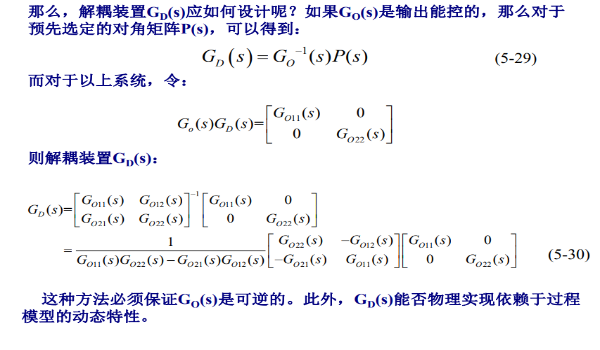 那么，解耦装置G_D(s)应如何设计呢？如果G_O(s)是输出能控的，那么对于
预先选定的对角矩阵P(s)，可以得到：
G_D(s)=G_O^{-1}(s)P(s) (5-29)
而对于以上系统，令：
G_o(s)G_D(s)=[G_{O11}(s) 0; 0 G_{O22}(s)]
则解耦装置G_D(s)：
G_D(s)=[G_{O11}(s) G_{O12}(s); G_{O21}(s) G_{O22}(s)]^{-1}[G_{O11}(s) 0; 0 G_{O22}(s)]
=1/(G_{O11}(s)G_{O22}(s)-G_{O21}(s)G_{O12}(s))[G_{O22}(s) -G_{O12}(s); -G_{O21}(s) G_{O11}(s)][G_{O11}(s) 0; 0 G_{O22}(s)] (5-30)
这种方法必须保证G_O(s)是可逆的。此外，G_D(s)能否物理实现依赖于过程
模型的动态特性。